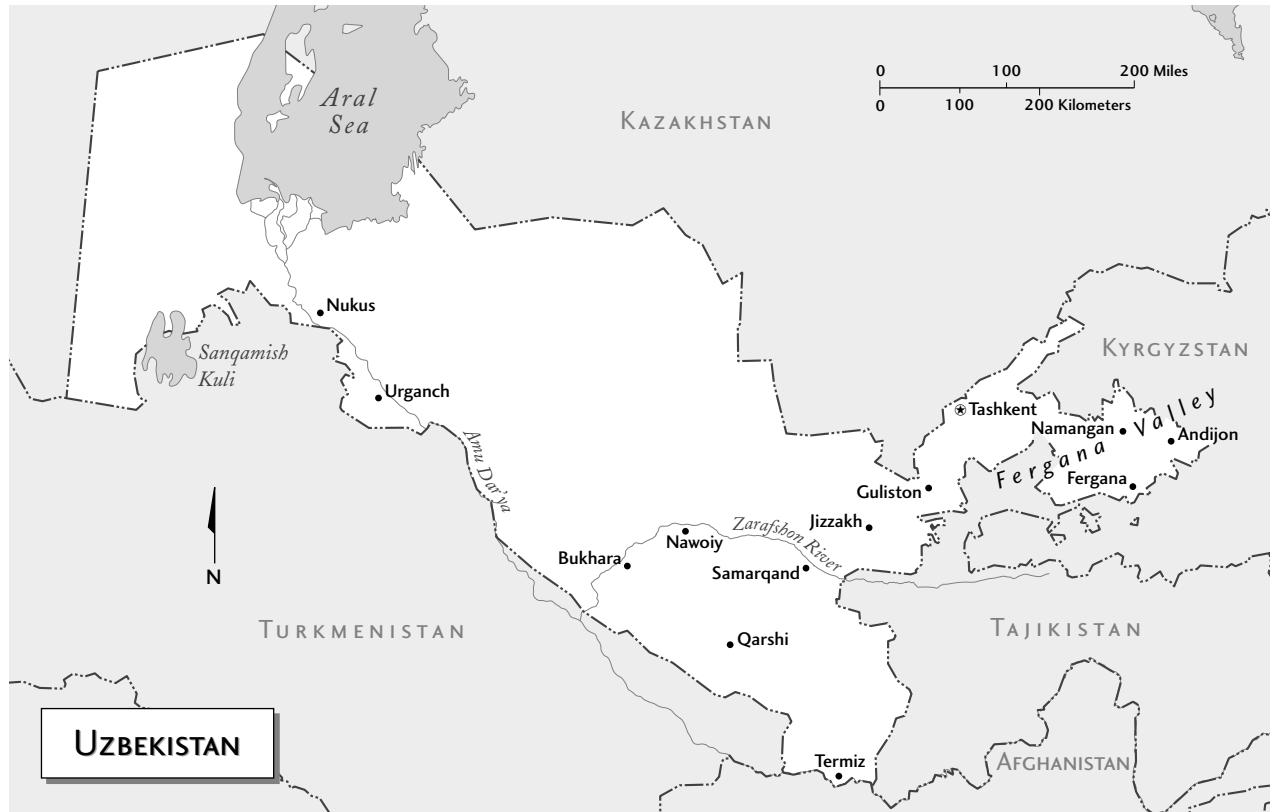 Aral
Sea
KAZAKHSTAN
0 100 200 Miles
0 100 200 Kilometers
Nukus
Sanqamish
Kuli
Urganch
Amu Dar'ya
KYRGYZSTAN
Tashkent
Namangan
Fergana Valley
Andijon
Fergana
Guliston
Jizzakh
Zarafshon River
Nawoiy
Bukhara
Samarqand
N
TURKMENISTAN
Qarshi
TAJIKISTAN
UZBEKISTAN
Termiz
AFGHANISTAN